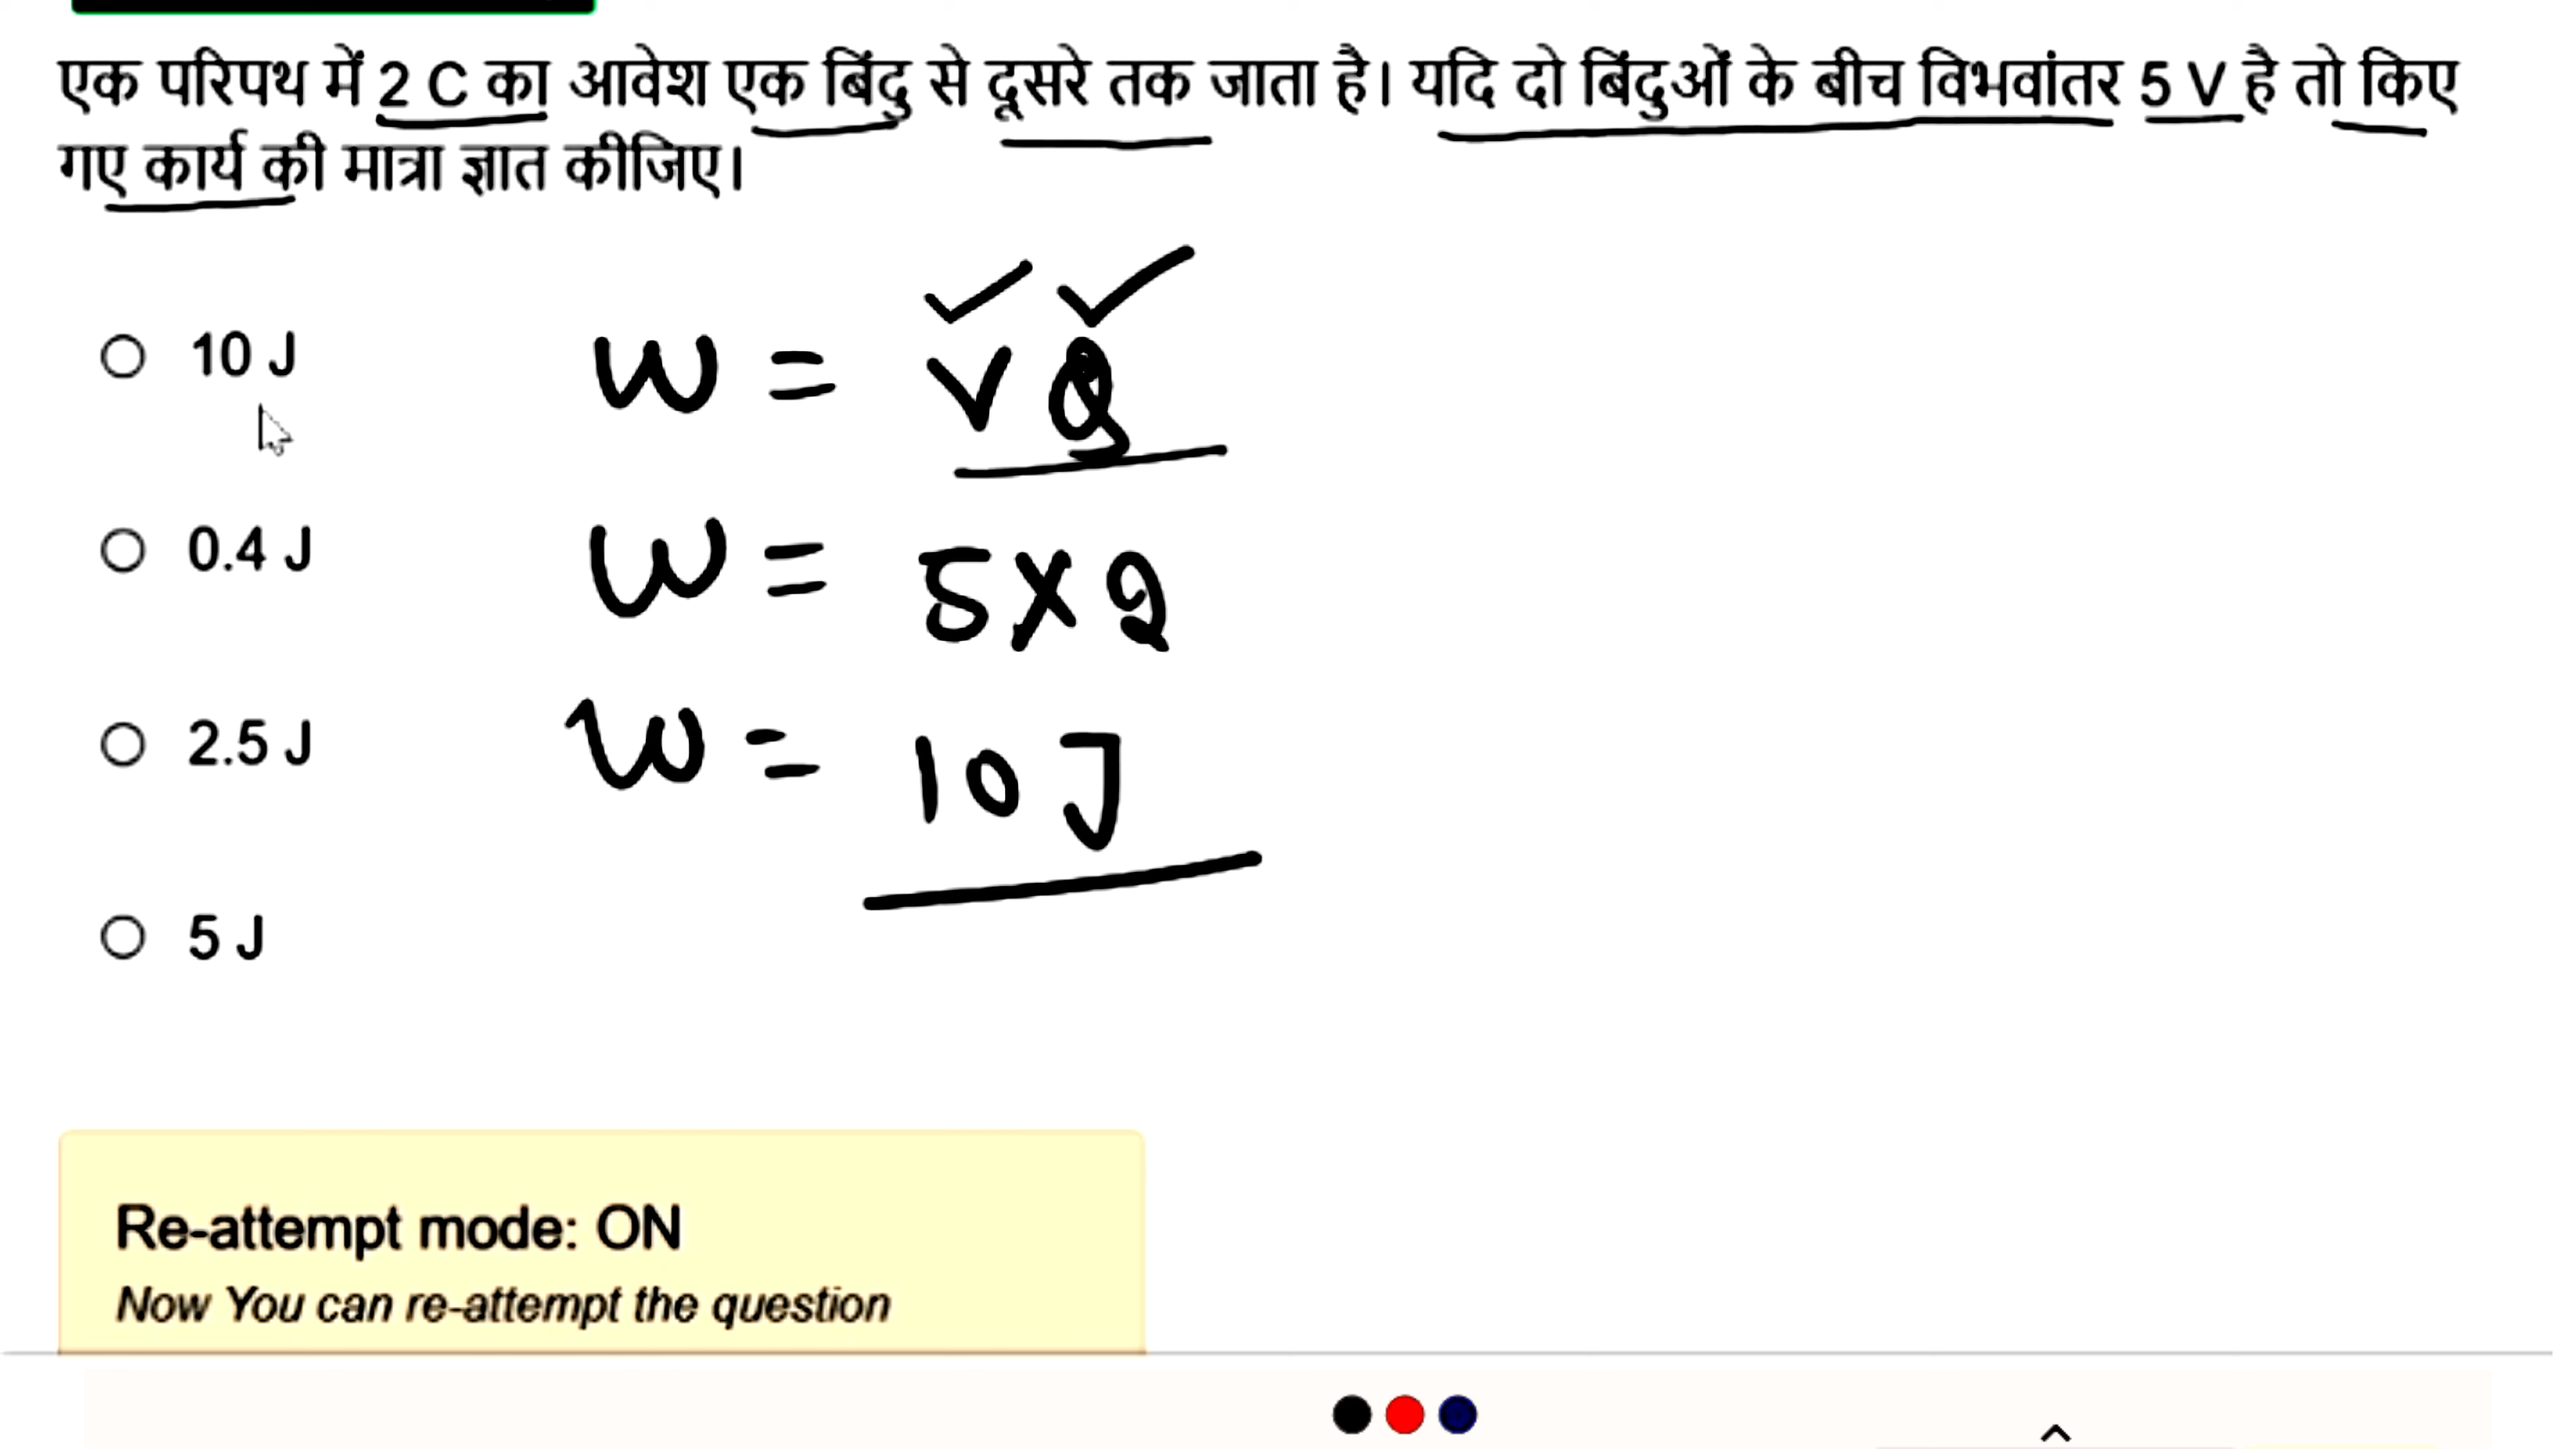 एक परिपथ में 2 C का आवेश एक बिंदु से दूसरे तक जाता है। यदि दो बिंदुओं के बीच विभवांतर 5 V है तो किए
गए कार्य की मात्रा ज्ञात कीजिए।
10 J
W = VQ
0.4 J
W = 5 X 2
2.5 J
W = 10 J
5 J
Re-attempt mode: ON
Now You can re-attempt the question